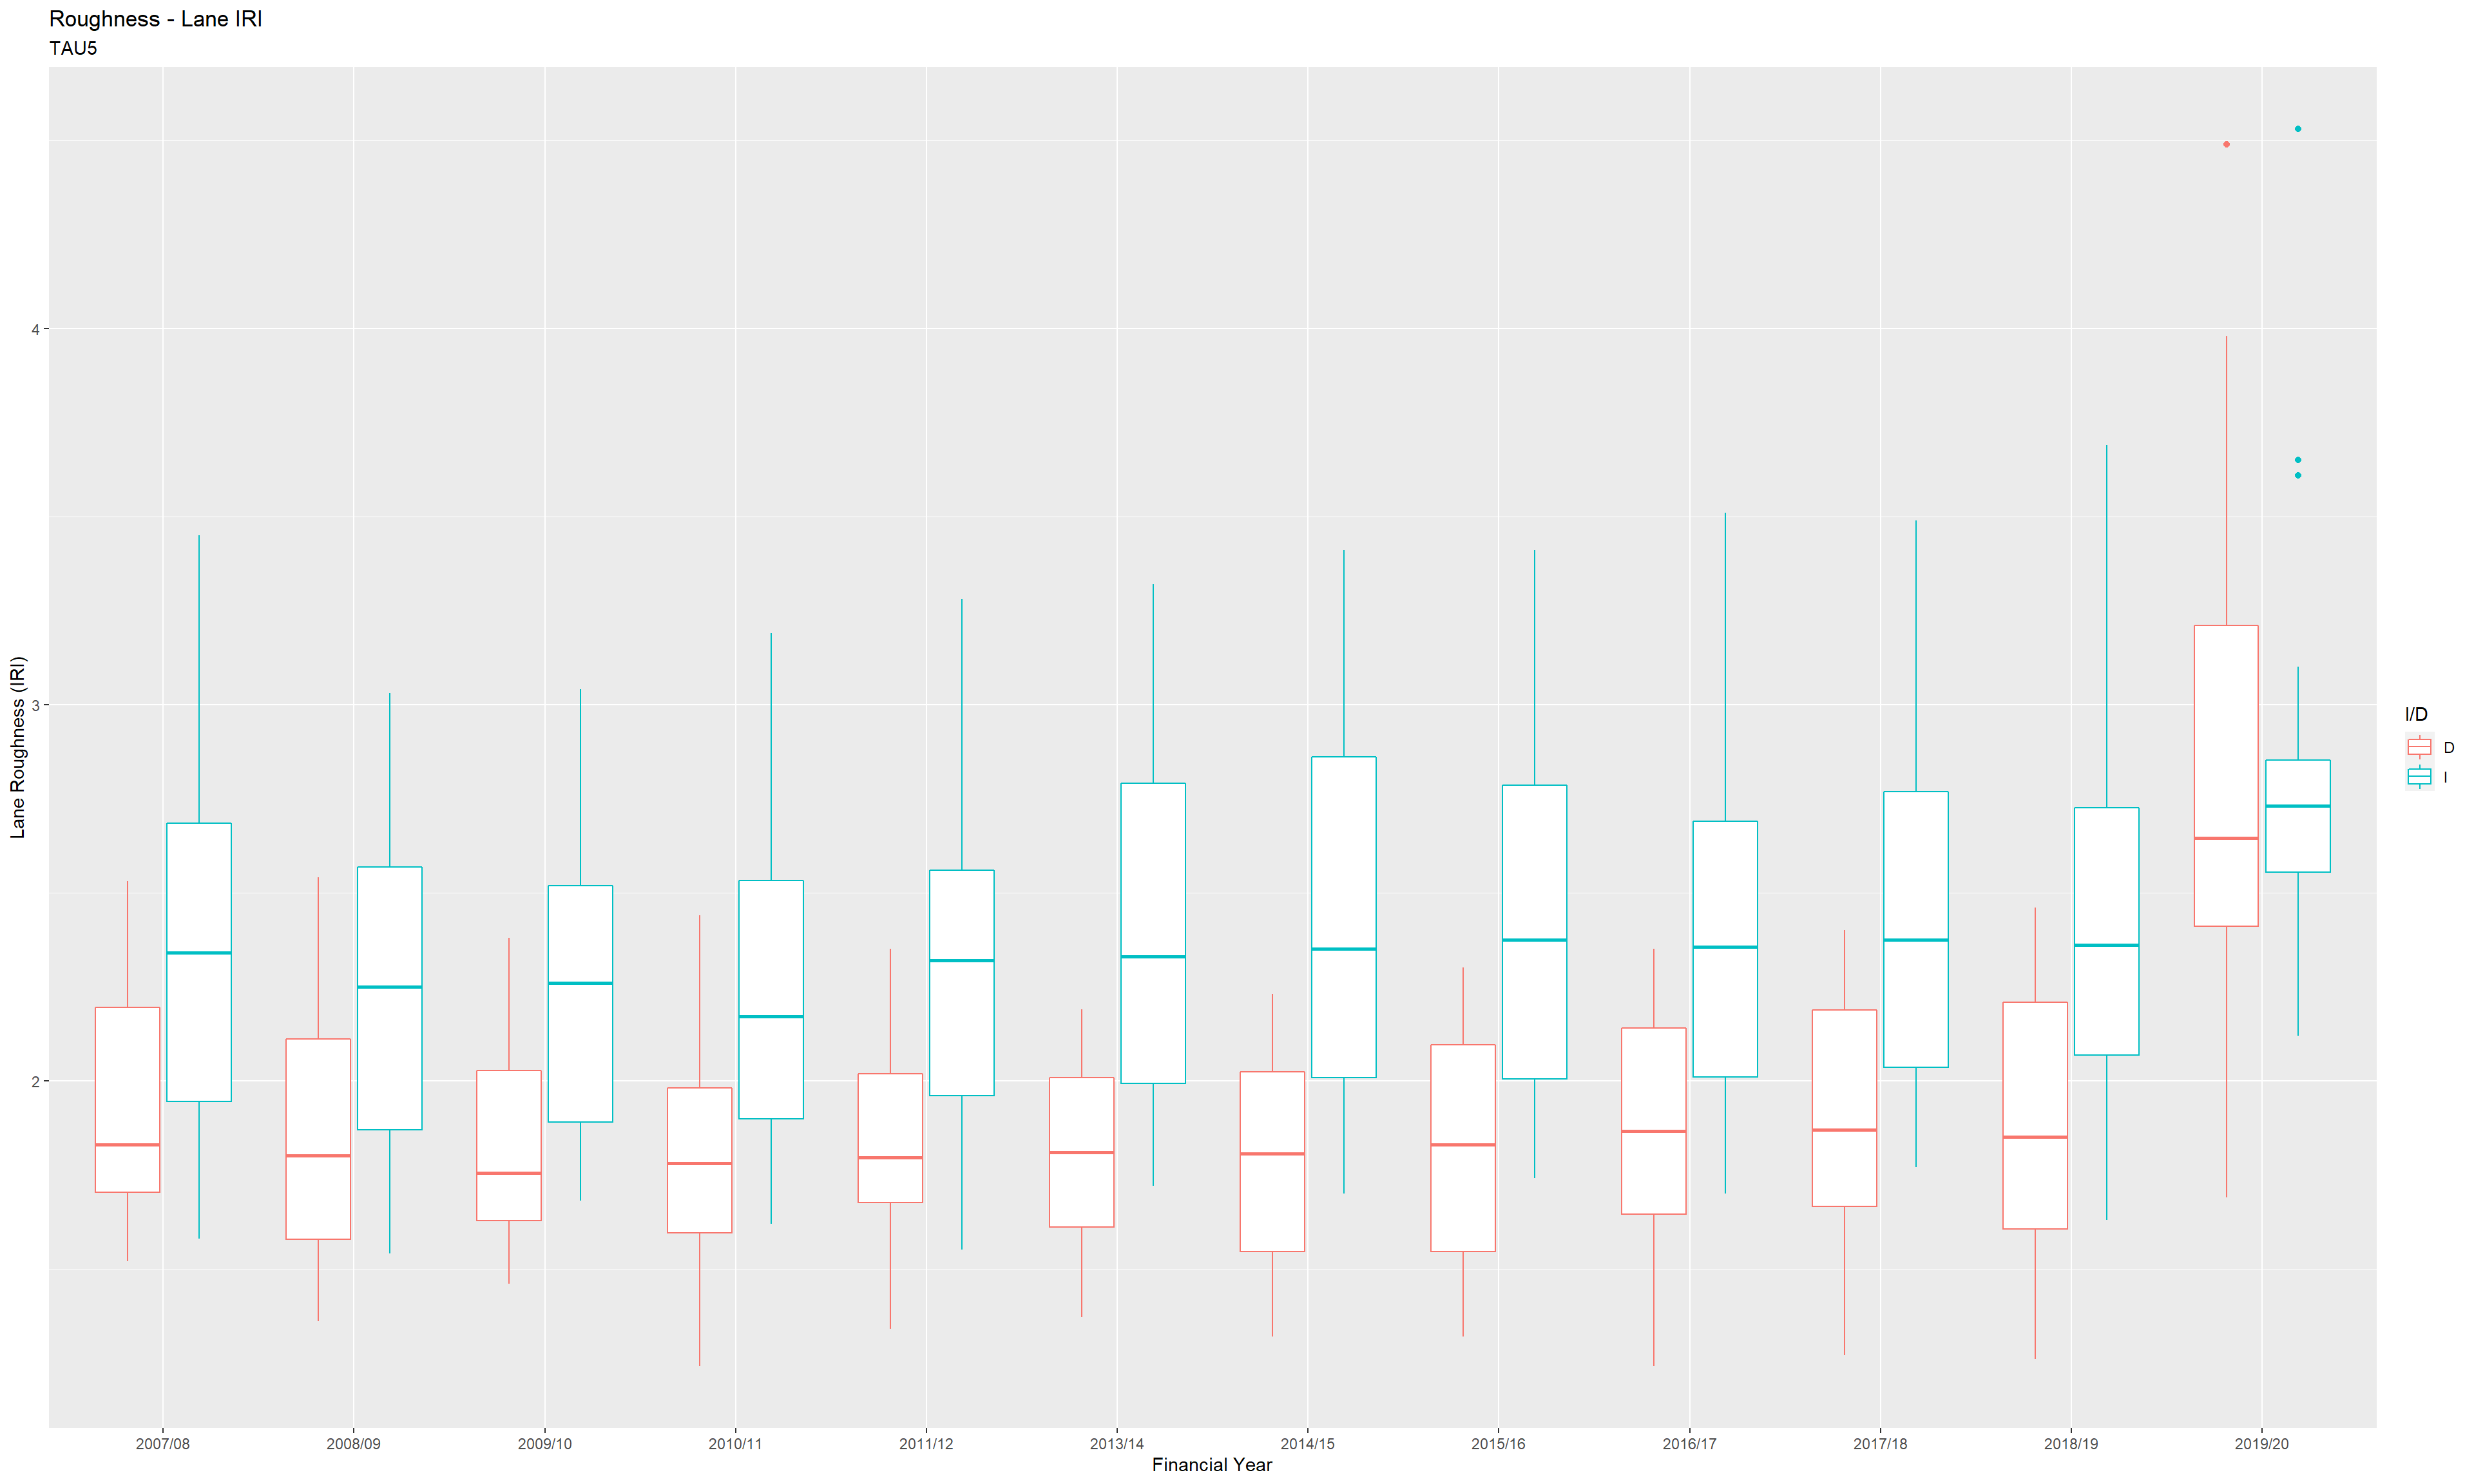 Roughness - Lane IRI
TAU5
Lane Roughness (IRI)
4
3
2
2007/08 2008/09 2009/10 2010/11 2011/12 2013/14 2014/15 2015/16 2016/17 2017/18 2018/19 2019/20
Financial Year
I/D
D
I